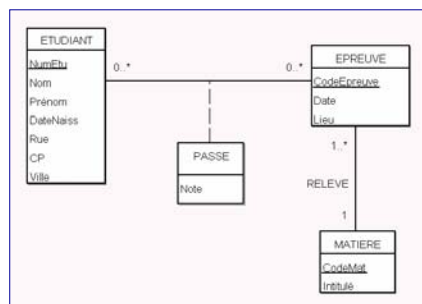 ETUDIANT
NumEtu
Nom
Prénom
DateNaiss
Rue
CP
Ville
0..*
0..*
PASSE
Note
EPREUVE
CodeEpreuve
Date
Lieu
1..*
RELEVE
1
MATIERE
CodeMat
Intitulé